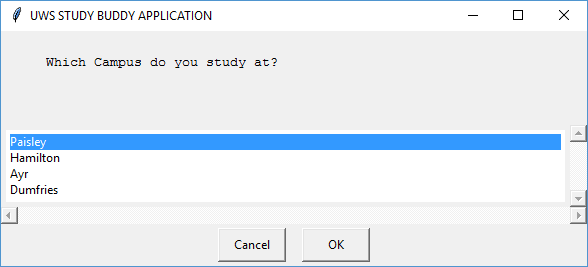 UWS STUDY BUDDY APPLICATION
Which Campus do you study at?
Paisley
Hamilton
Ayr
Dumfries
Cancel OK